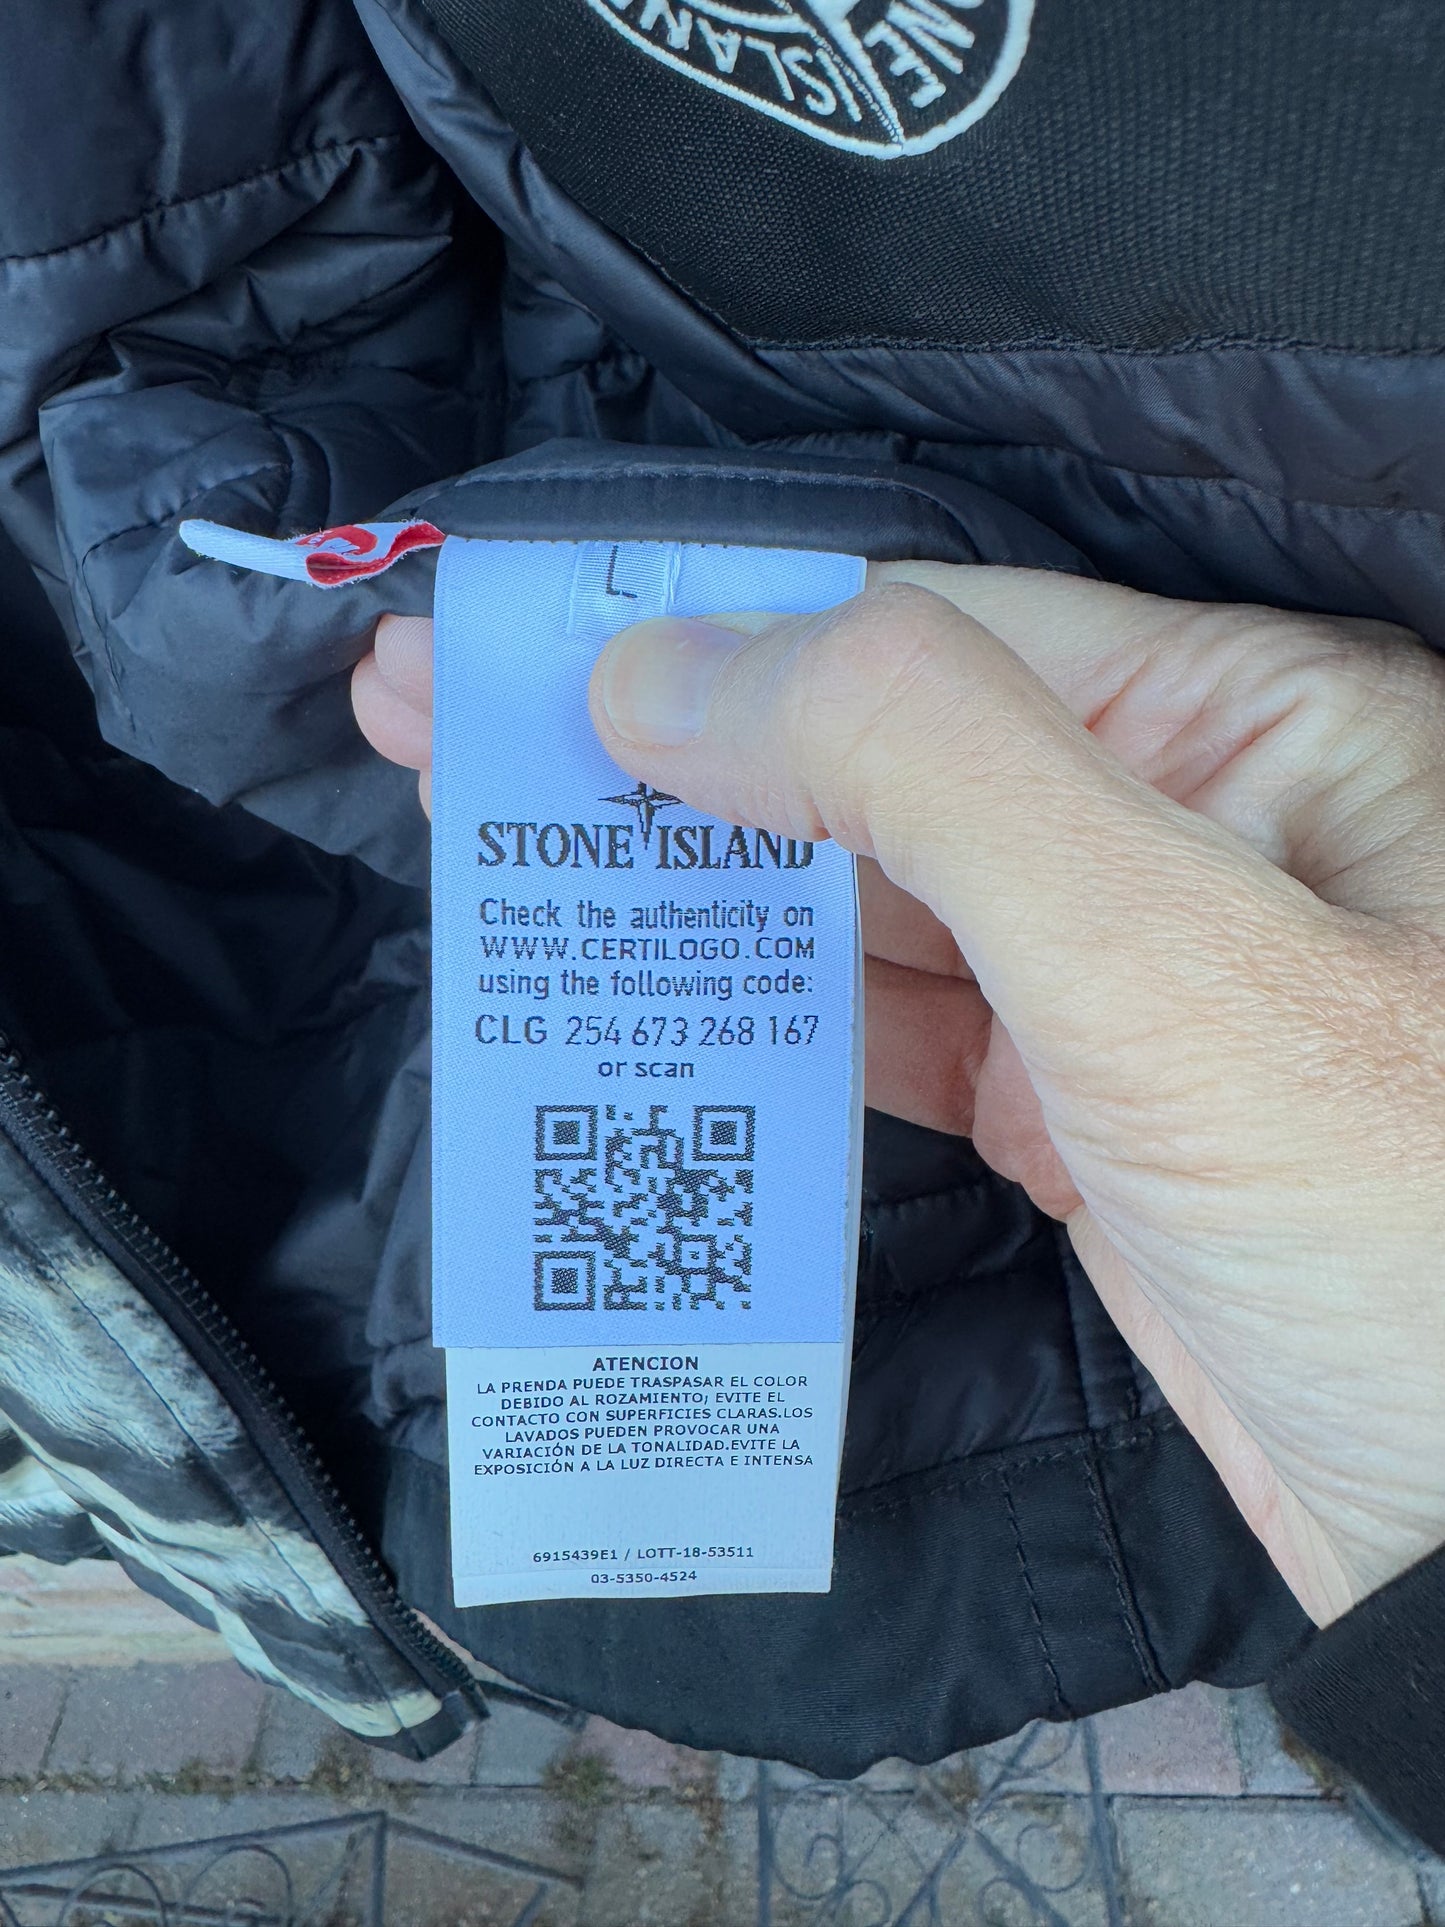 ISLAND
STONE
L
STONE ISLAND
Check the authenticity on
WWW.CERTILOGO.COM
using the following code:
CLG 254 673 268 167
or scan
ATENCION
LA PRENDA PUEDE TRASPASAR EL COLOR
DEBIDO AL ROZAMIENTO; EVITE EL
CONTACTO CON SUPERFICIES CLARAS.LOS
LAVADOS PUEDEN PROVOCAR UNA
VARIACIÓN DE LA TONALIDAD.EVITE LA
EXPOSICIÓN A LA LUZ DIRECTA E INTENSA
6915439E1 / LOTT-18-53511
03-5350-4524